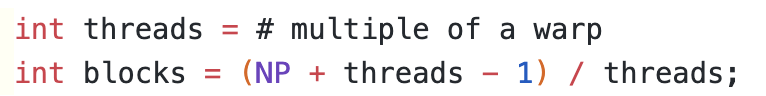 int threads = # multiple of a warp
int blocks = (NP + threads − 1) / threads;